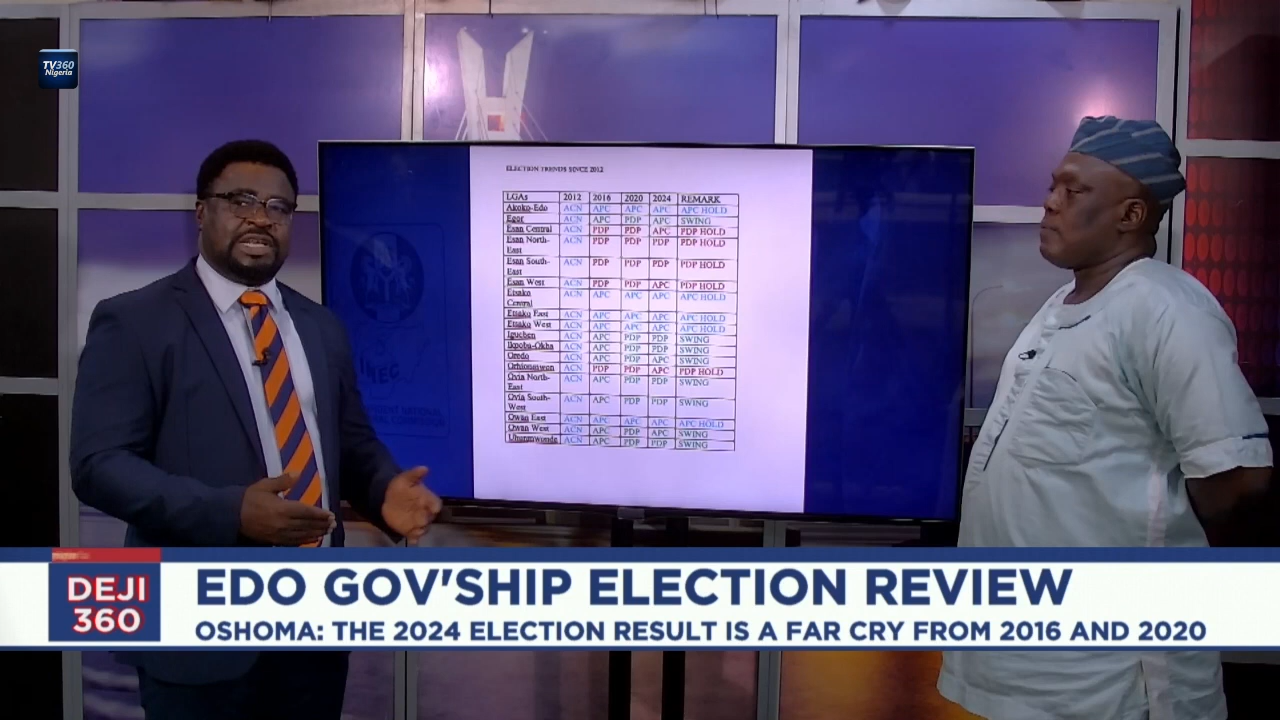 TV360
Nigeria
ELECTION TRENDS SINCE 2012
LGAs 2012 2016 2020 2024 REMARK
Akoko-Edo ACN APC APC APC APC HOLD
Egor ACN APC PDP APC SWING
Esan Central ACN PDP PDP APC PDP HOLD
Esan North-East ACN PDP PDP PDP PDP HOLD
Esan South-East ACN PDP PDP PDP PDP HOLD
Esan West ACN PDP PDP APC PDP HOLD
Etsako Central ACN APC APC APC APC HOLD
Etsako East ACN APC APC APC APC HOLD
Etsako West ACN APC APC APC APC HOLD
Igueben ACN APC PDP PDP SWING
Ikpoba-Okha ACN APC PDP PDP SWING
Oredo ACN APC PDP APC SWING
Orhionmwon ACN PDP PDP APC PDP HOLD
Ovia North-East ACN APC PDP PDP SWING
Ovia South-West ACN APC PDP PDP SWING
Owan East ACN APC APC APC APC HOLD
Owan West ACN APC PDP APC SWING
Uhunmwonde ACN APC PDP PDP SWING
INEC
DEJI
360
EDO GOV'SHIP ELECTION REVIEW
OSHOMA: THE 2024 ELECTION RESULT IS A FAR CRY FROM 2016 AND 2020